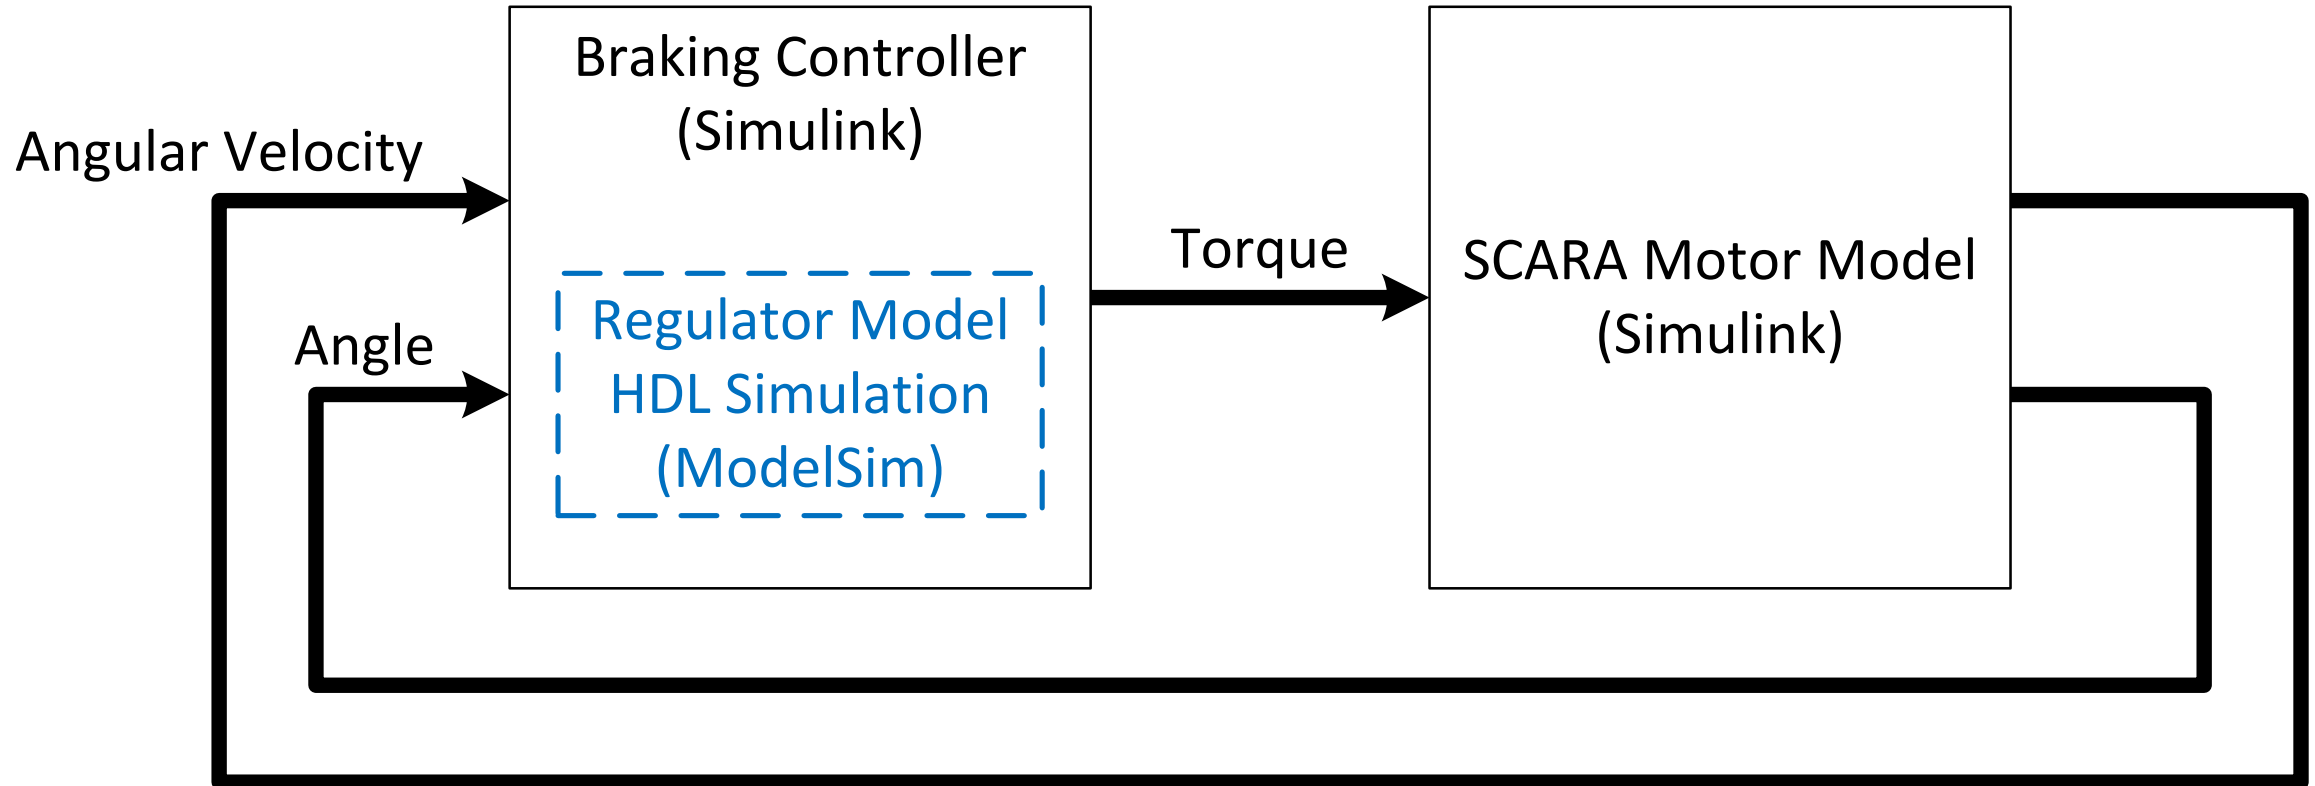 Braking Controller
(Simulink)
Angular Velocity
Torque
SCARA Motor Model
(Simulink)
Regulator Model
HDL Simulation
(ModelSim)
Angle